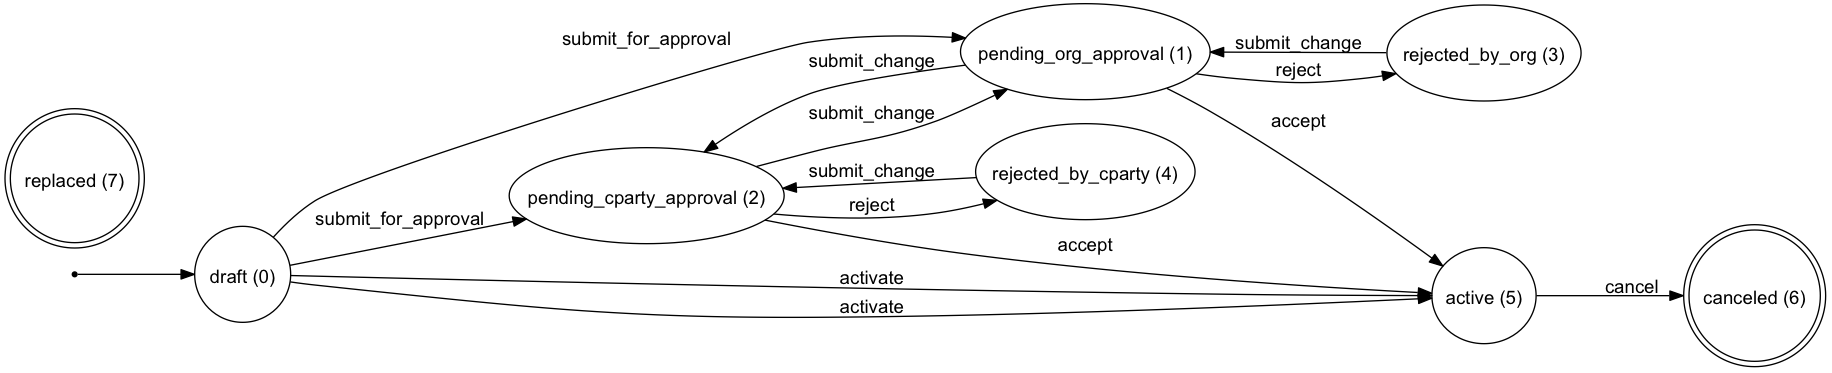 submit_for_approval
submit_change
pending_org_approval (1)
submit_change
rejected_by_org (3)
reject
submit_change
accept
replaced (7)
submit_change
rejected_by_cparty (4)
pending_cparty_approval (2)
reject
submit_for_approval
accept
draft (0)
activate
activate
active (5)
cancel
canceled (6)